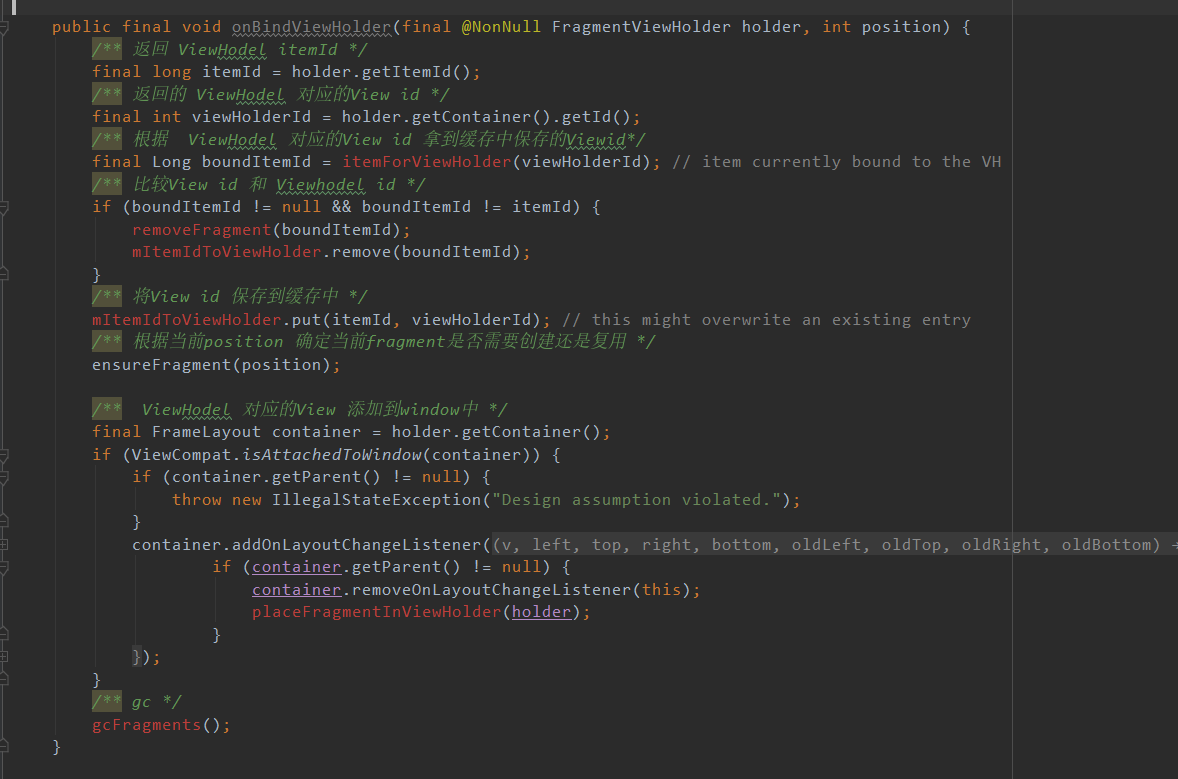 public final void onBindViewHolder(final @NonNull FragmentViewHolder holder, int position) {
/** 返回 ViewHodel itemId */
final long itemId = holder.getItemId();
/** 返回的 ViewHodel 对应的View id */
final int viewHolderId = holder.getContainer().getId();
/** 根据 ViewHodel 对应的View id 拿到缓存中保存的Viewid*/
final Long boundItemId = itemForViewHolder(viewHolderId); // item currently bound to the VH
/** 比较View id 和 Viewhodel id */
if (boundItemId != null && boundItemId != itemId) {
removeFragment(boundItemId);
mItemIdToViewHolder.remove(boundItemId);
}
/** 将View id 保存到缓存中 */
mItemIdToViewHolder.put(itemId, viewHolderId); // this might overwrite an existing entry
/** 根据当前position 确定当前fragment是否需要创建还是复用 */
ensureFragment(position);
/** ViewHodel 对应的View 添加到window中 */
final FrameLayout container = holder.getContainer();
if (ViewCompat.isAttachedToWindow(container)) {
if (container.getParent() != null) {
throw new IllegalStateException("Design assumption violated.");
}
container.addOnLayoutChangeListener((v, left, top, right, bottom, oldLeft, oldTop, oldRight, oldBottom)
if (container.getParent() != null) {
container.removeOnLayoutChangeListener(this);
placeFragmentInViewHolder(holder);
}
});
}
/** gc */
gcFragments();
}